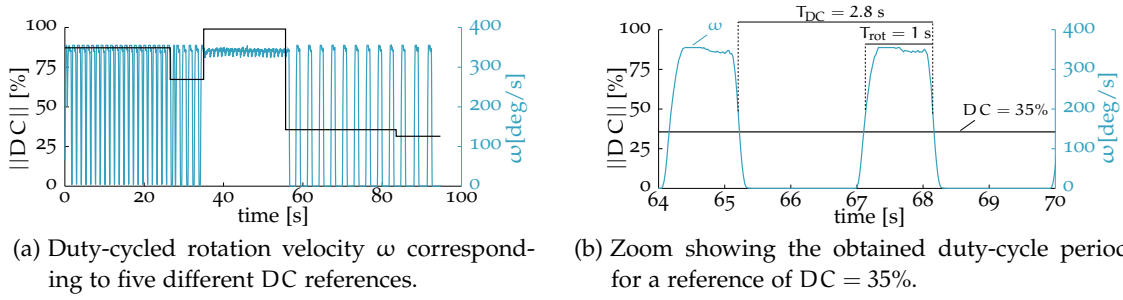 100
75
50
25
0
||DC|| [%]
400
300
200
100
0
ω[deg/s]
0
20
40
60
80
100
time [s]
(a) Duty-cycled rotation velocity ω correspond-
ing to five different DC references.
100
75
50
25
0
||DC|| [%]
ω
T_DC = 2.8 s
T_rot = 1 s
DC = 35%
400
300
200
100
0
ω[deg/s]
64
65
66
67
68
69
70
time [s]
(b) Zoom showing the obtained duty-cycle period
for a reference of DC = 35%.